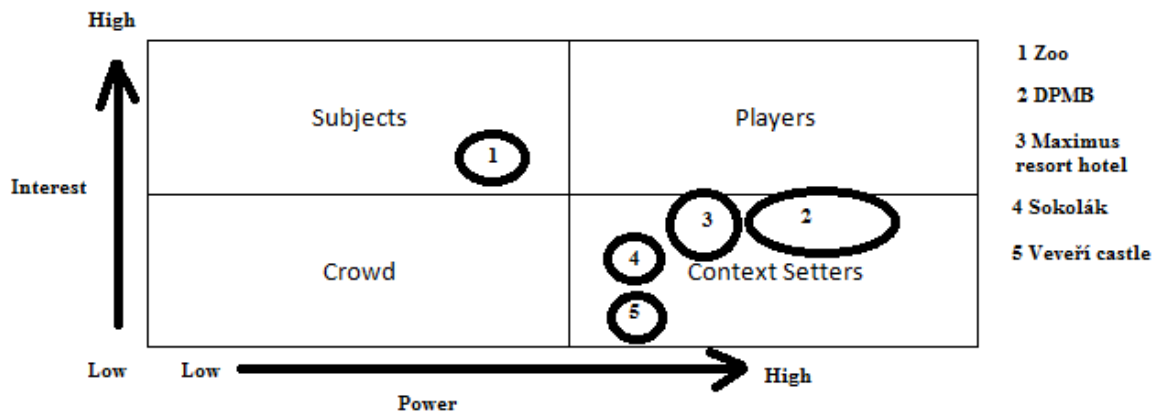 High
Subjects
Players
1
Interest
Crowd
Context Setters
2
3
4
5
Low
Low
High
Power
1 Zoo
2 DPMB
3 Maximus
resort hotel
4 Sokolák
5 Veveří castle